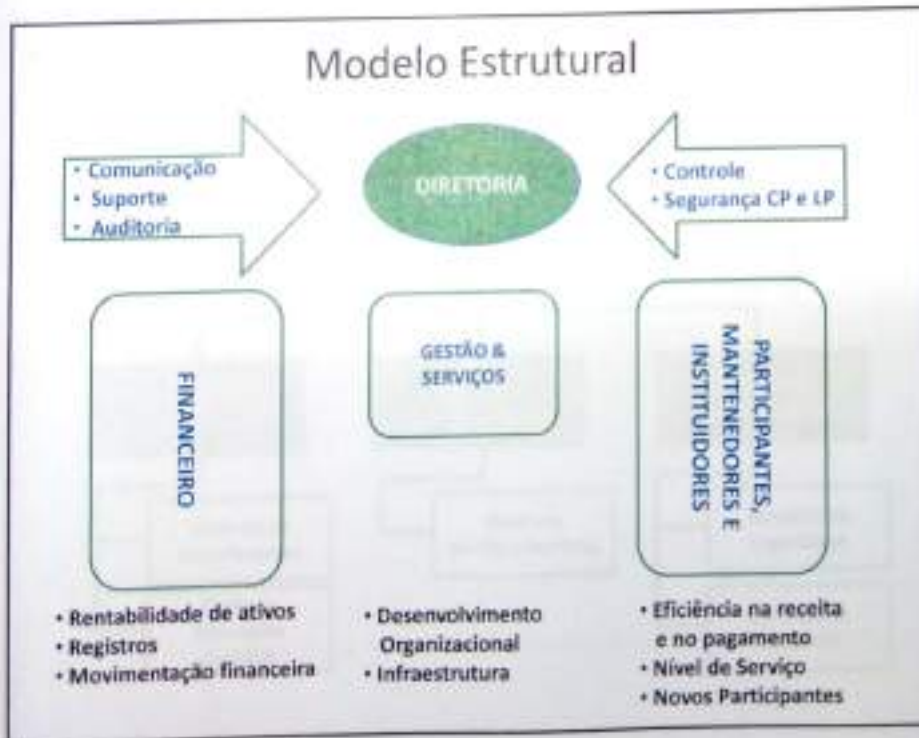 Modelo Estrutural
• Comunicação
• Suporte
• Auditoria
DIRETORIA
• Controle
• Segurança CP e LP
FINANCEIRO
GESTÃO &
SERVIÇOS
PARTICIPANTES,
MANTENEDORES E
INSTITUIDORES
• Rentabilidade de ativos
• Registros
• Movimentação financeira
• Desenvolvimento
Organizacional
• Infraestrutura
• Eficiência na receita
e no pagamento
• Nível de Serviço
• Novos Participantes